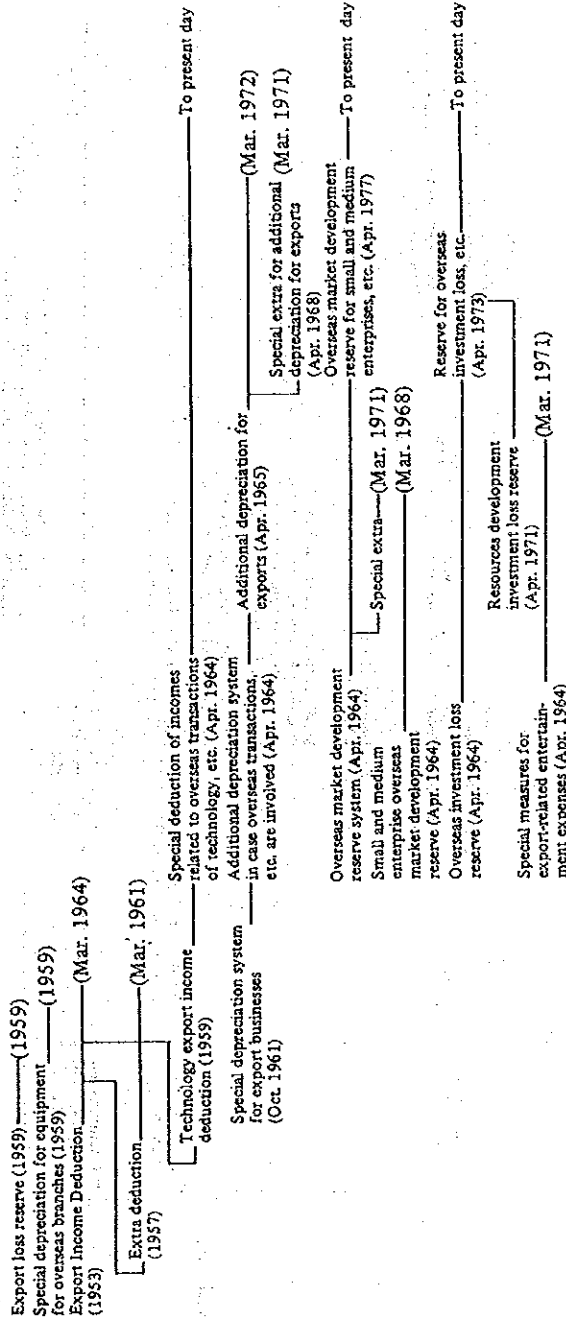 Export loss reserve (1959) (1959)
Special depreciation for equipment
for overseas branches (1959) (1959)
Export Income Deduction (Mar. 1964)
(1953)
Extra deduction (Mar. 1961)
(1957)
Technology export income
deduction (1959)
Special deduction of incomes
related to overseas transactions To present day
of technology, etc. (Apr. 1964)
Special depreciation system
for export businesses
(Oct. 1961)
Additional depreciation system
in case overseas transactions,
etc. are involved (Apr. 1964)
Additional depreciation for (Mar. 1972)
exports (Apr. 1965)
Special extra for additional (Mar. 1971)
depreciation for exports
(Apr. 1968)
Overseas market development
reserve system (Apr. 1964)
Overseas market development
reserve for small and medium To present day
enterprises, etc. (Apr. 1977)
Special extra (Mar. 1971)
Small and medium
enterprise overseas (Mar. 1968)
market development
reserve (Apr. 1964)
Overseas investment loss
reserve (Apr. 1964)
Reserve for overseas
investment loss, etc. To present day
(Apr. 1973)
Resources development
investment loss reserve
(Apr. 1971)
Special measures for
export-related entertain- (Mar. 1971)
ment expenses (Apr. 1964)